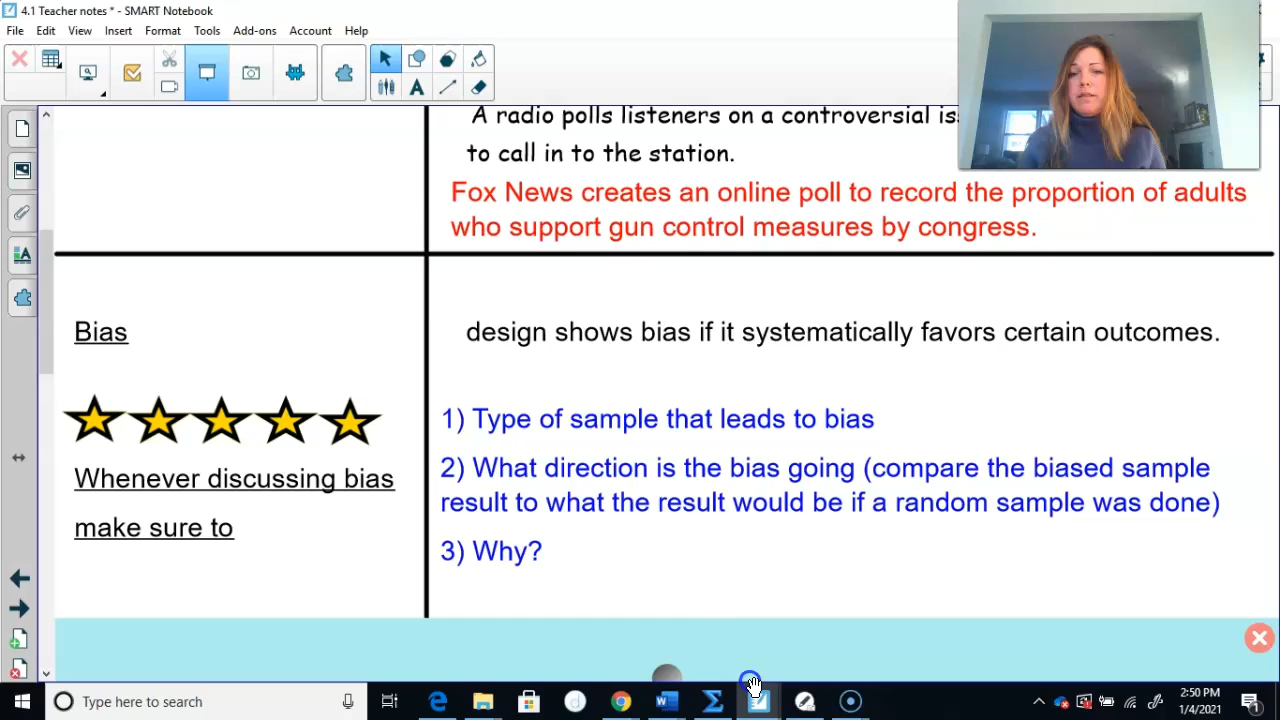 4.1 Teacher notes * - SMART Notebook
File Edit View Insert Format Tools Add-ons Account Help
A radio polls listeners on a controversial
to call in to the station.
Fox News creates an online poll to record the proportion of adults
who support gun control measures by congress.
Bias
design shows bias if it systematically favors certain outcomes.
Whenever discussing bias
make sure to
1) Type of sample that leads to bias
2) What direction is the bias going (compare the biased sample
result to what the result would be if a random sample was done)
3) Why?
Type here to search
2:50 PM
1/4/2021